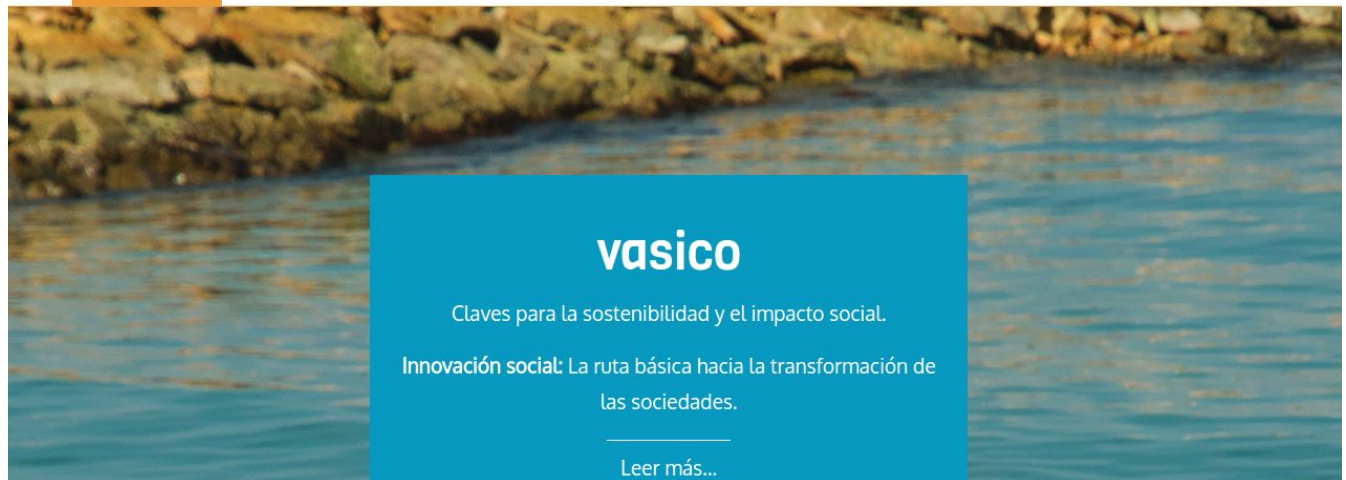 vasico
Claves para la sostenibilidad y el impacto social.
Innovación social: La ruta básica hacia la transformación de
las sociedades.
Leer más...